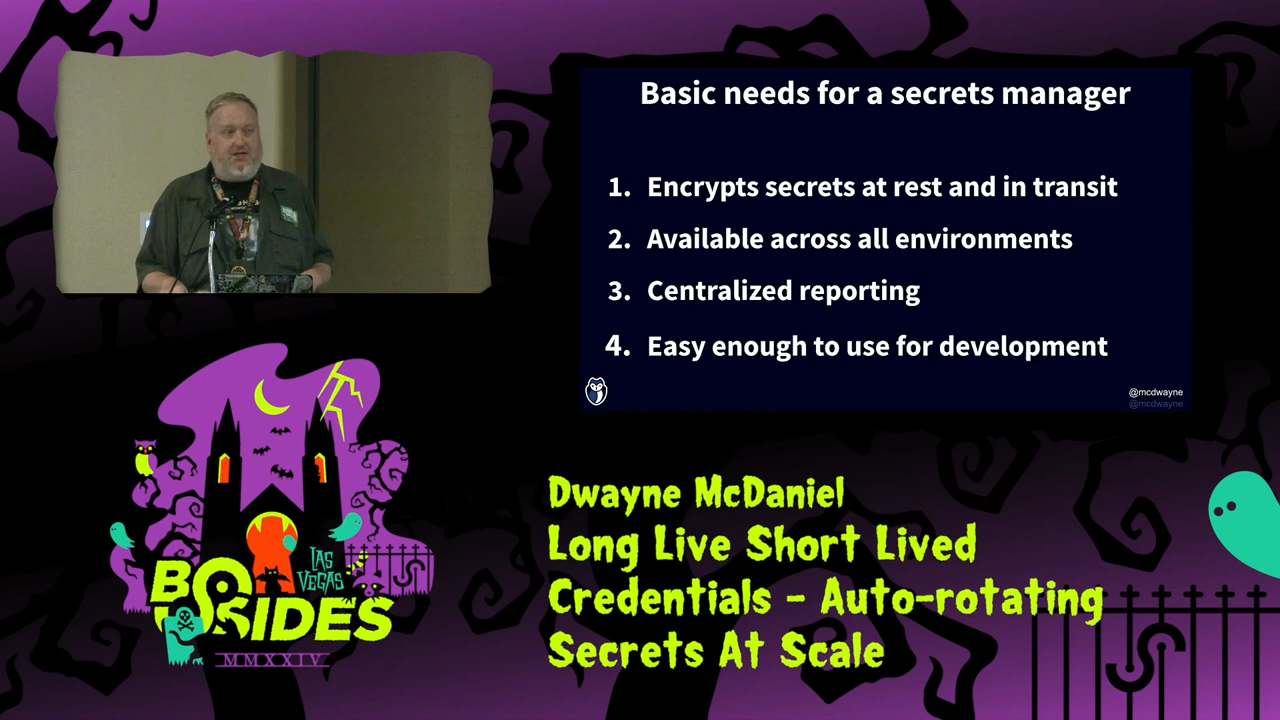 Basic needs for a secrets manager
1. Encrypts secrets at rest and in transit
2. Available across all environments
3. Centralized reporting
4. Easy enough to use for development
@mcdwayne
@mcdwayne
LAS
VEGAS
B
SIDES
MMXXIV
Dwayne McDaniel
Long Live Short Lived
Credentials - Auto-rotating
Secrets At Scale